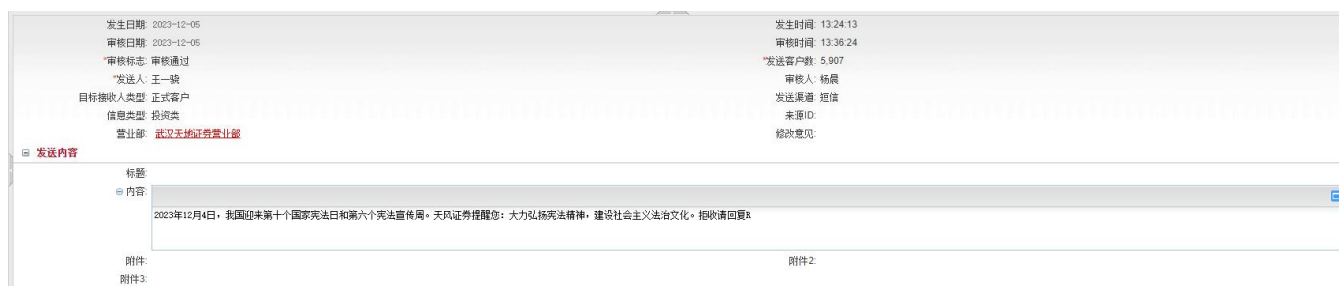 发生日期: 2023-12-05 发生时间: 13:24:13
审核日期: 2023-12-05 审核时间: 13:36:24
*审核标志: 审核通过 *发送客户数: 5,907
*发送人: 王一骁 审核人: 杨晨
目标接收人类型: 正式客户 发送渠道: 短信
信息类型: 投资类 来源ID:
营业部: 武汉天地证券营业部 修改意见:
发送内容
标题:
内容:
2023年12月4日，我国迎来第十个国家宪法日和第六个宪法宣传周。天风证券提醒您：大力弘扬宪法精神，建设社会主义法治文化。拒收请回复R
附件: 附件2:
附件3: